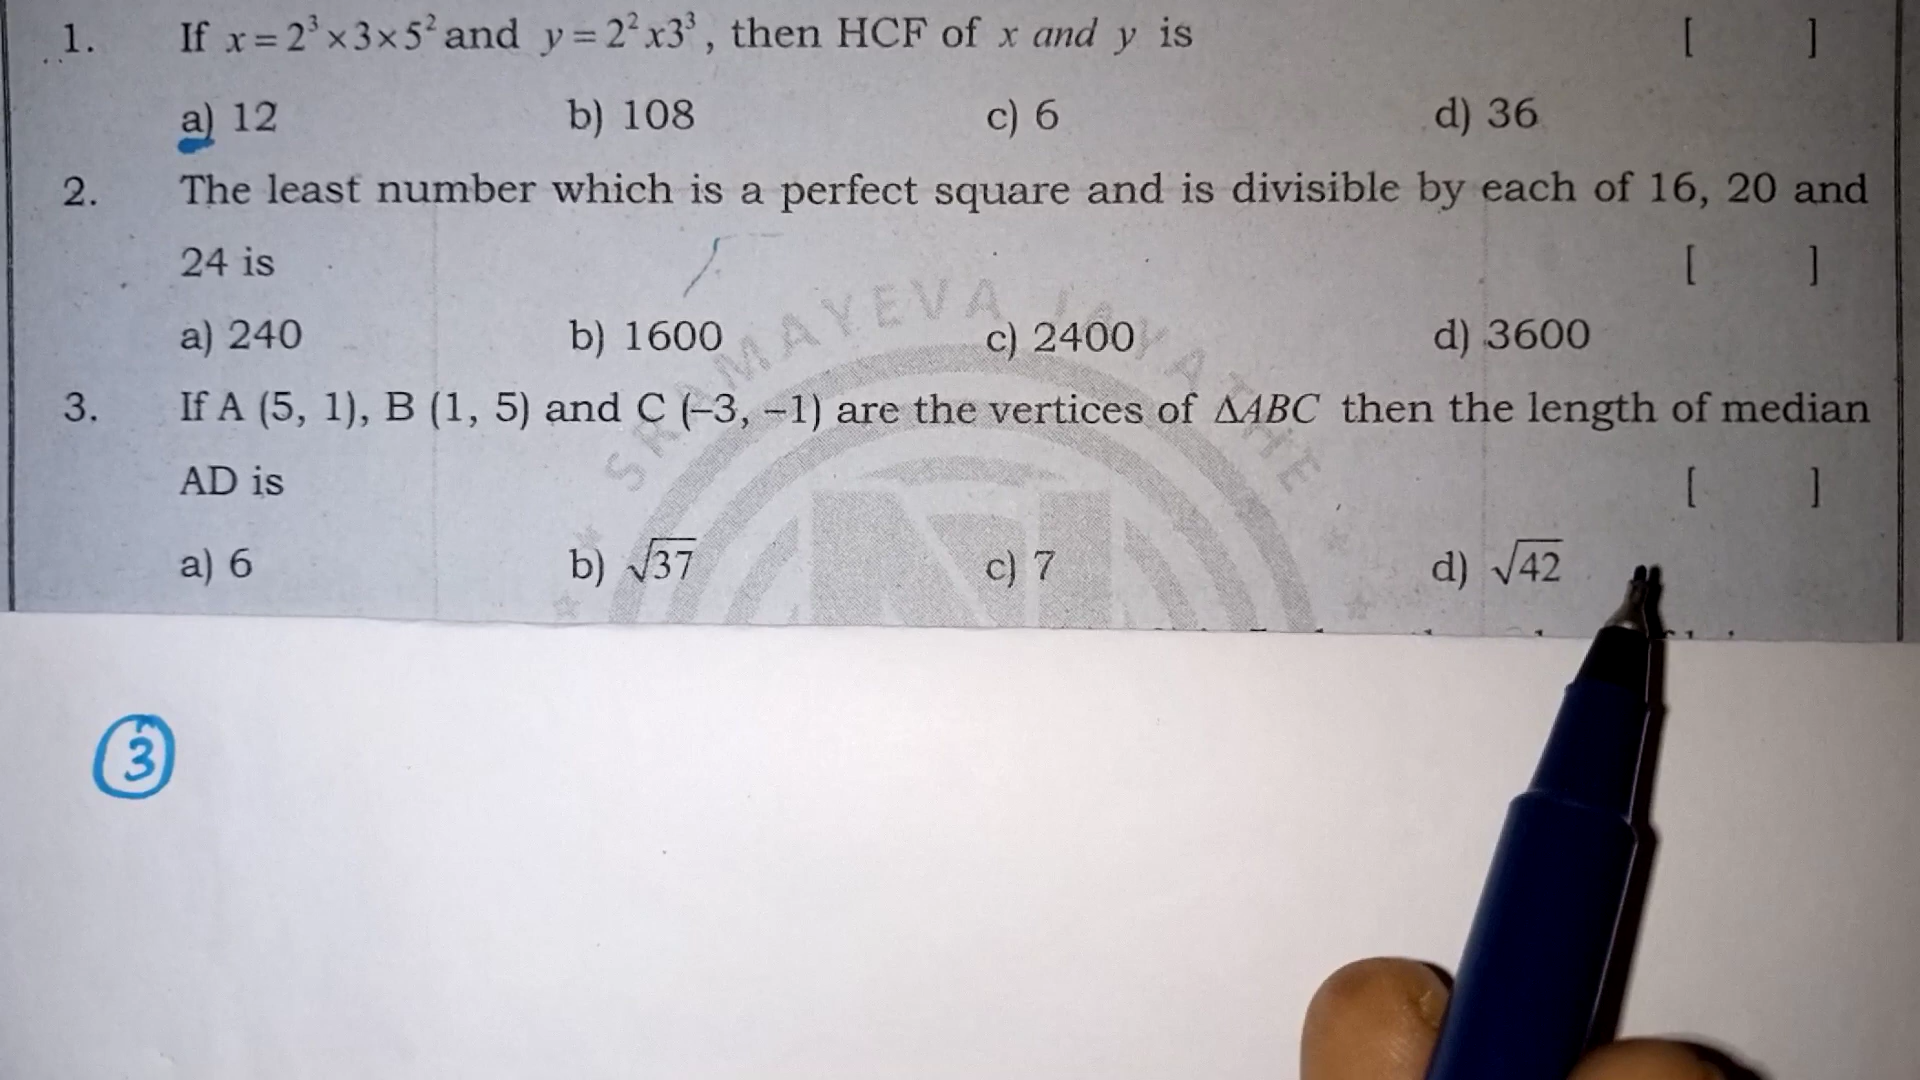 1. If x = 2³×3×5² and y = 2²x3³, then HCF of x and y is [ ]
a) 12 b) 108 c) 6 d) 36
2. The least number which is a perfect square and is divisible by each of 16, 20 and
24 is [ ]
a) 240 b) 1600 c) 2400 d) 3600
SRAMAYEVA JAYATHE
3. If A (5, 1), B (1, 5) and C (–3, –1) are the vertices of ΔABC then the length of median
AD is [ ]
a) 6 b) √37 c) 7 d) √42
3